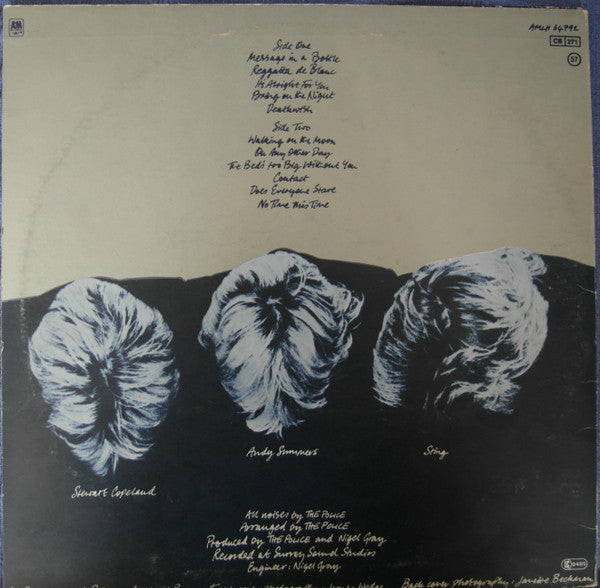 A&M
AMLH 64792
CB 271
57
Side One
Message in a Bottle
Reggatta de Blanc
Its Alright For You
Bring on the Night
Deathwish
Side Two
Walking on the Moon
On Any Other Day
The Bed's too Big Without You
Contact
Does Everyone Stare
No Time This Time
Andy Summers
Sting
Stewart Copeland
All noises by THE POLICE
Arranged by THE POLICE
Produced by THE POLICE and Nigel Gray
Recorded at Surrey Sound Studios
Engineer: Nigel Gray
Back cover photography: Janette Beckman